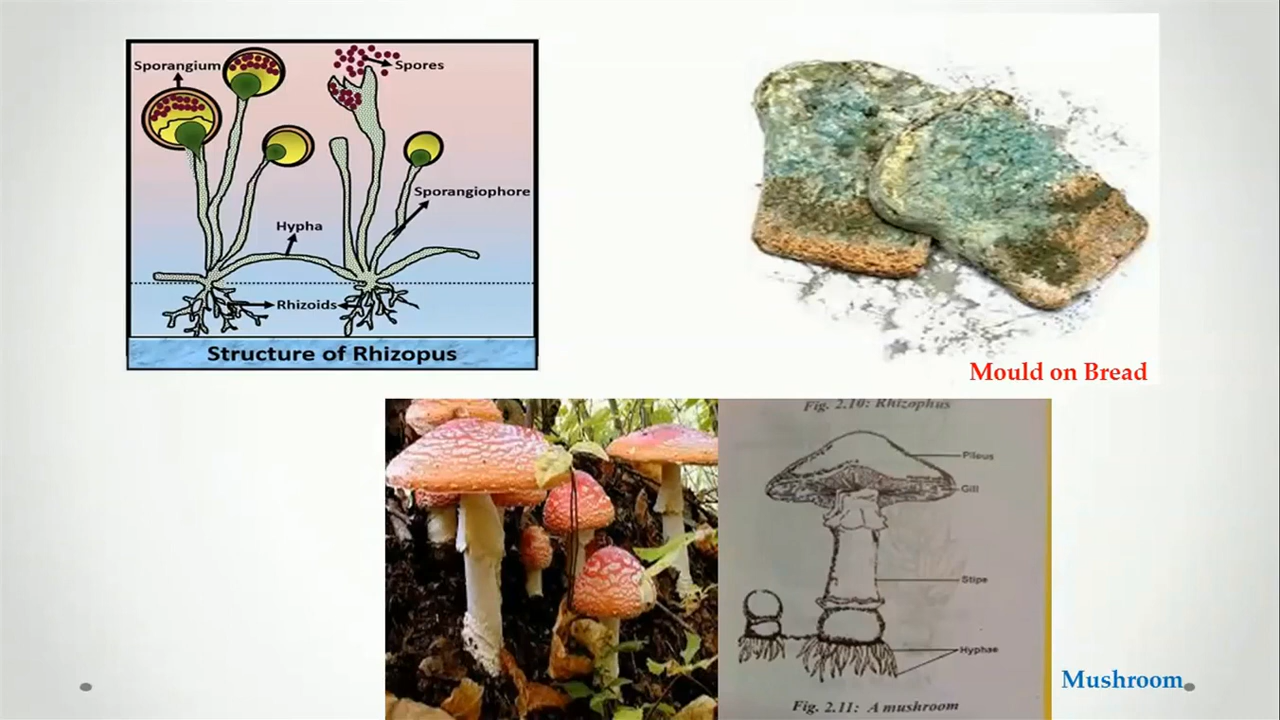 Sporangium
Spores
Sporangiophore
Hypha
Rhizoids
Structure of Rhizopus
Mould on Bread
Fig. 2.10: Rhizophus
Pileus
Gill
Stipe
Hyphae
Fig. 2.11: A mushroom
Mushroom